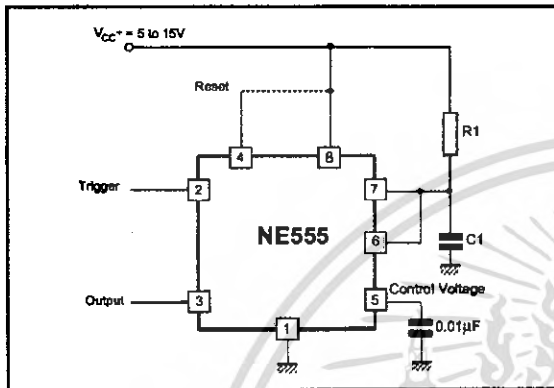 Vcc+ = 5 to 15V
Reset
R1
4
8
Trigger
2
7
NE555
6
C1
Control Voltage
Output
3
5
0.01µF
1